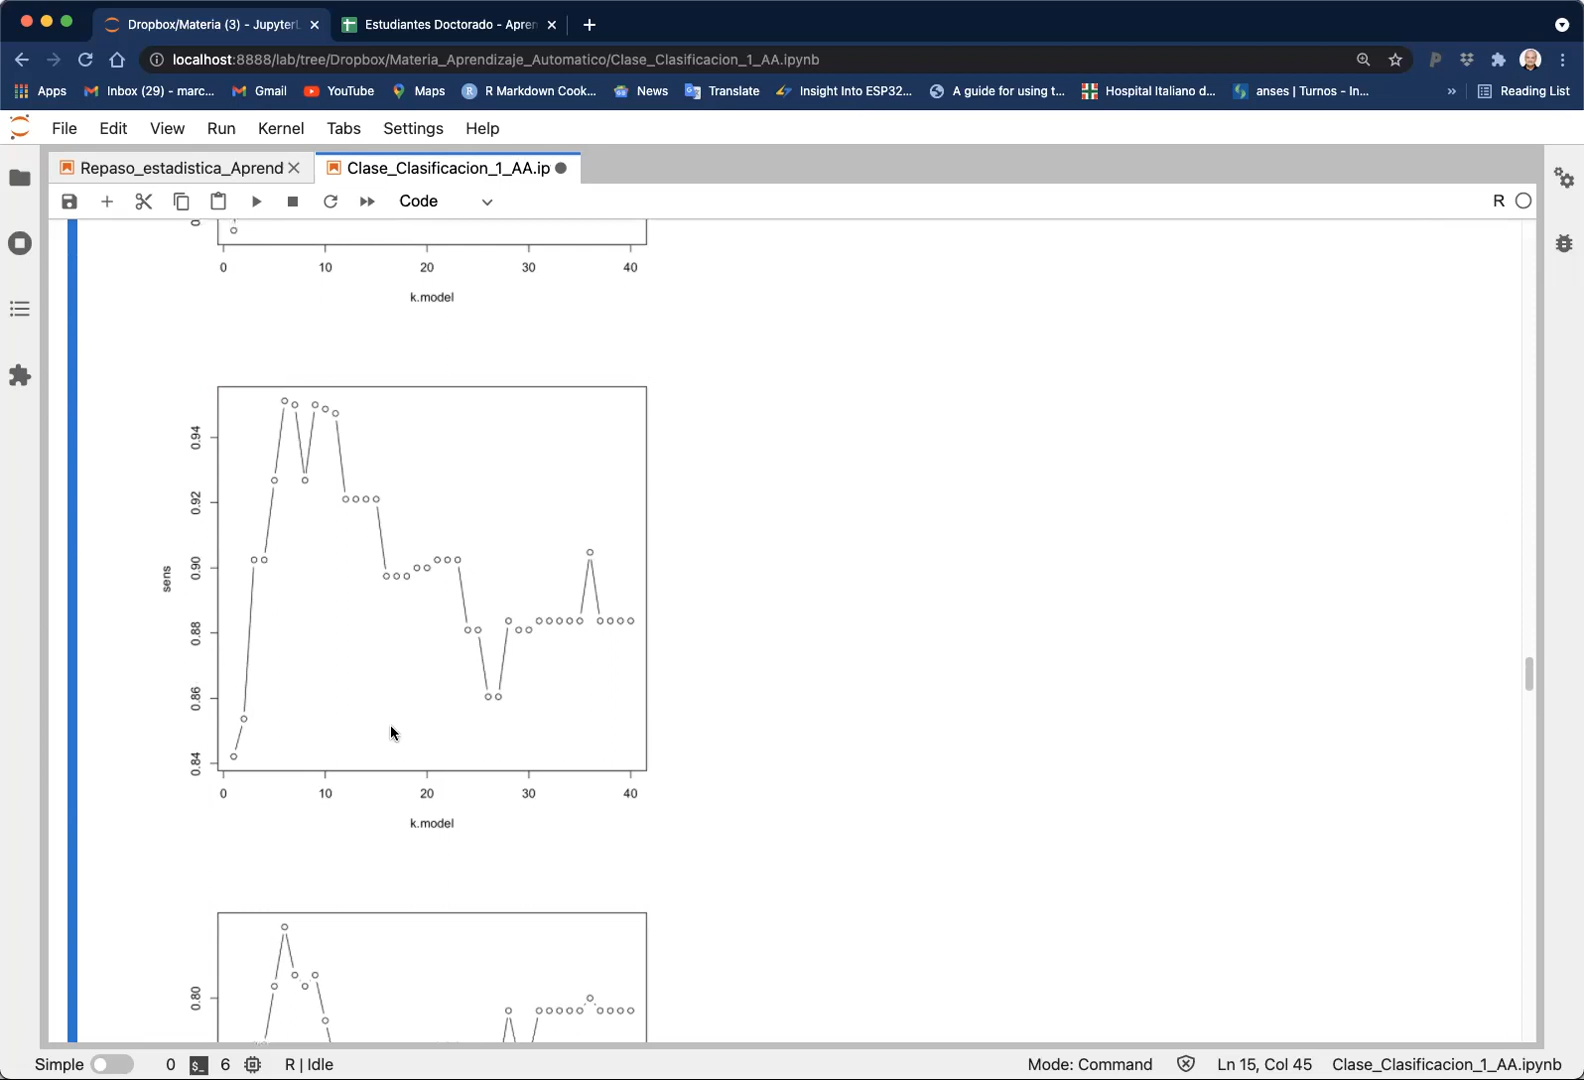 Dropbox/Materia (3) - JupyterL
Estudiantes Doctorado - Apren
localhost:8888/lab/tree/Dropbox/Materia_Aprendizaje_Automatico/Clase_Clasificacion_1_AA.ipynb
Apps
Inbox (29) - marc...
Gmail
YouTube
Maps
R Markdown Cook...
News
Translate
Insight Into ESP32...
A guide for using t...
Hospital Italiano d...
anses | Turnos - In...
»
Reading List
File Edit View Run Kernel Tabs Settings Help
Repaso_estadistica_Aprend
Clase_Clasificacion_1_AA.ip
Code
R
0 10 20 30 40
k.model
0.94
0.92
0.90
0.88
0.86
0.84
sens
0 10 20 30 40
k.model
0.80
Simple 0 $_ 6 R | Idle
Mode: Command
Ln 15, Col 45
Clase_Clasificacion_1_AA.ipynb